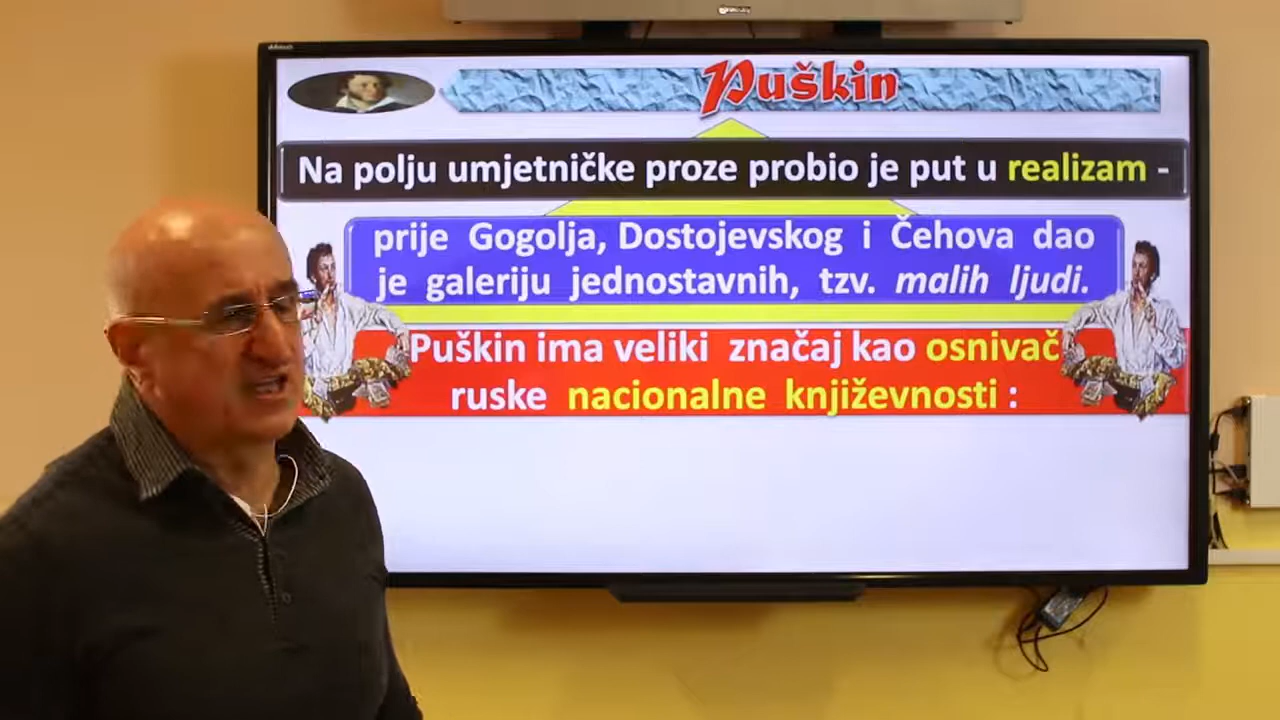 Puškin
Na polju umjetničke proze probio je put u realizam -
prije Gogolja, Dostojevskog i Čehova dao
je galeriju jednostavnih, tzv. malih ljudi.
Puškin ima veliki značaj kao osnivač
ruske nacionalne književnosti :